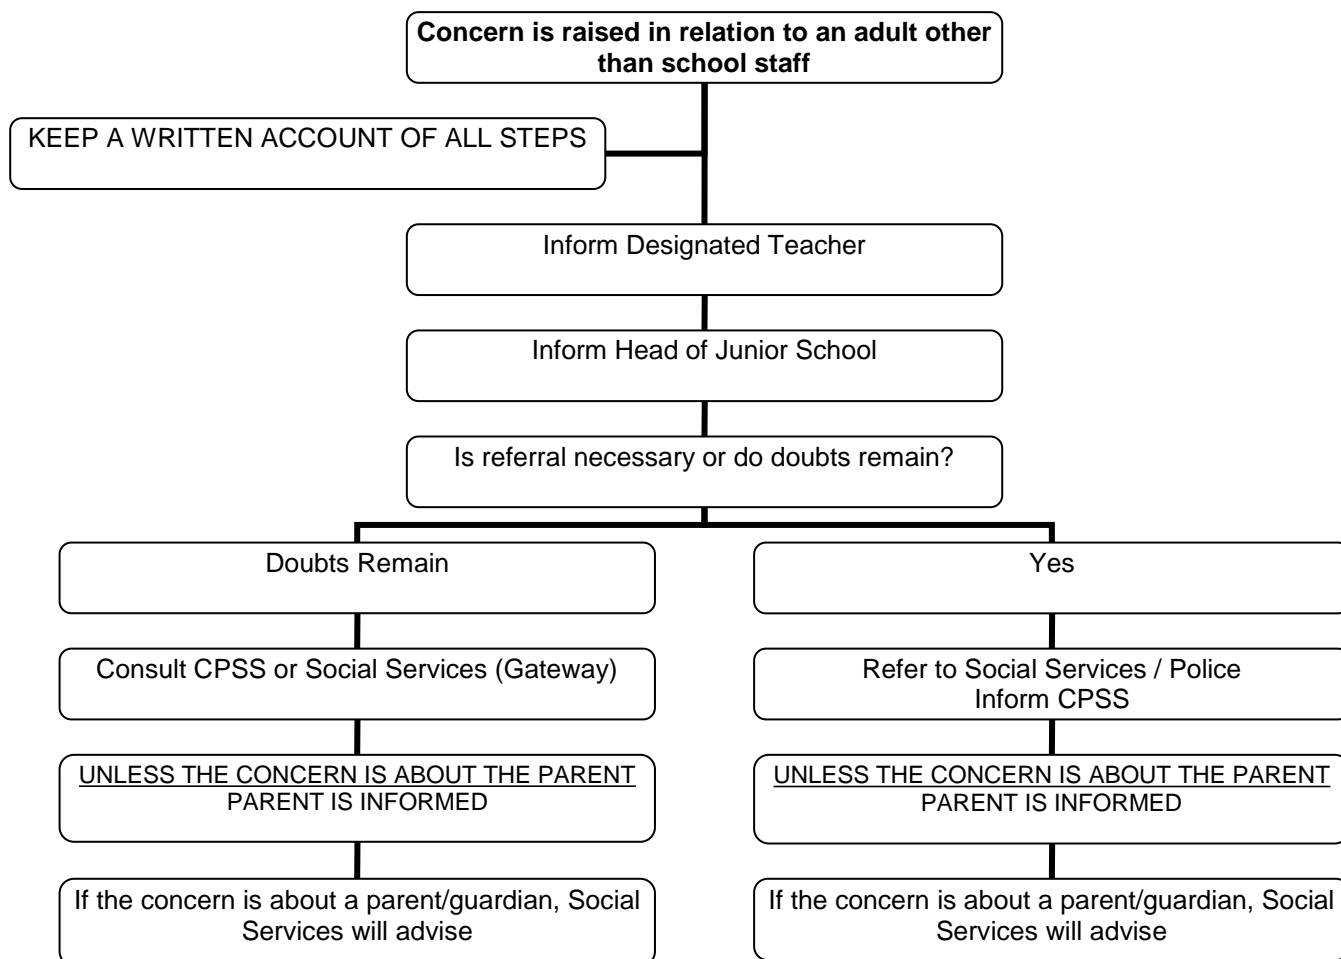 Concern is raised in relation to an adult other
than school staff
KEEP A WRITTEN ACCOUNT OF ALL STEPS
Inform Designated Teacher
Inform Head of Junior School
Is referral necessary or do doubts remain?
Doubts Remain
Yes
Consult CPSS or Social Services (Gateway)
Refer to Social Services / Police
Inform CPSS
UNLESS THE CONCERN IS ABOUT THE PARENT
PARENT IS INFORMED
UNLESS THE CONCERN IS ABOUT THE PARENT
PARENT IS INFORMED
If the concern is about a parent/guardian, Social
Services will advise
If the concern is about a parent/guardian, Social
Services will advise